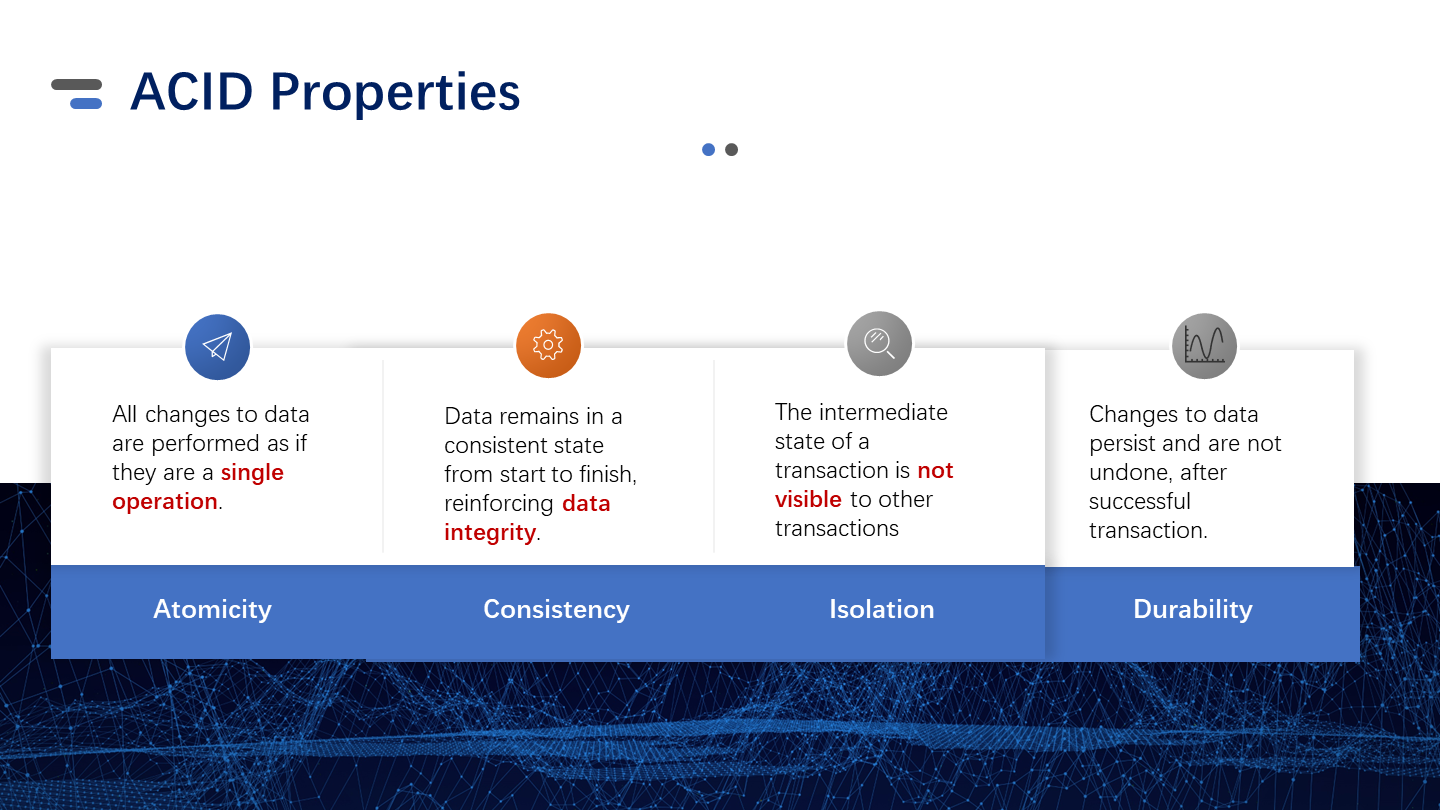 ACID Properties
All changes to data
are performed as if
they are a single
operation.
Data remains in a
consistent state
from start to finish,
reinforcing data
integrity.
The intermediate
state of a
transaction is not
visible to other
transactions
Changes to data
persist and are not
undone, after
successful
transaction.
Atomicity
Consistency
Isolation
Durability